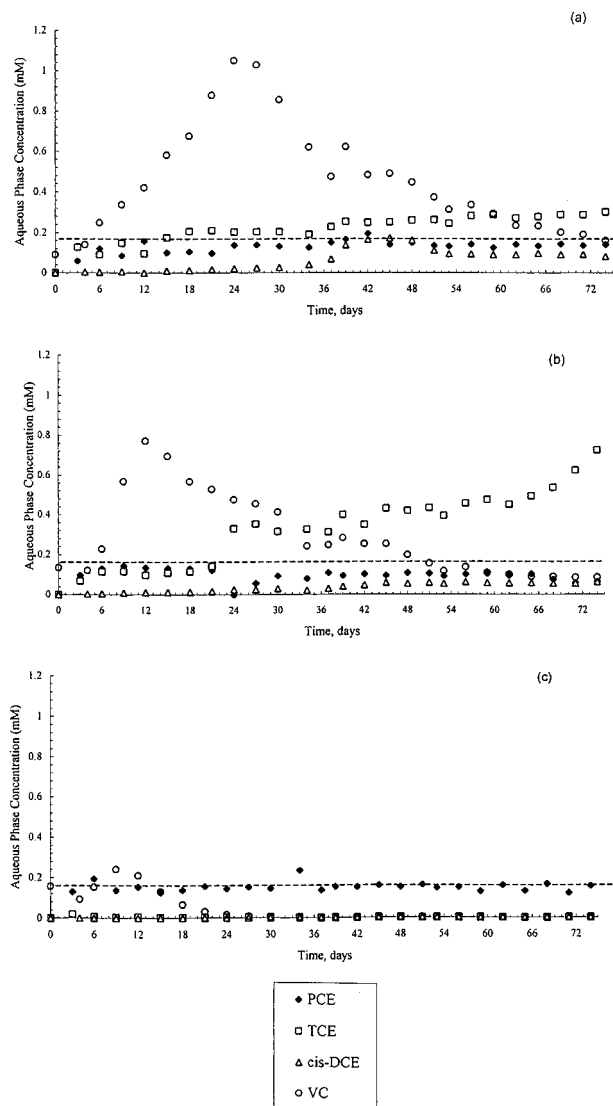 (a)
Aqueous Phase Concentration (mM)
1.2
1
0.8
0.6
0.4
0.2
0
0 6 12 18 24 30 36 42 48 54 60 66 72
Time, days
(b)
Aqueous Phase Concentration (mM)
1.2
1
0.8
0.6
0.4
0.2
0
0 6 12 18 24 30 36 42 48 54 60 66 72
Time, days
(c)
Aqueous Phase Concentration (mM)
1.2
1
0.8
0.6
0.4
0.2
0
0 6 12 18 24 30 36 42 48 54 60 66 72
Time, days
PCE
TCE
cis-DCE
VC